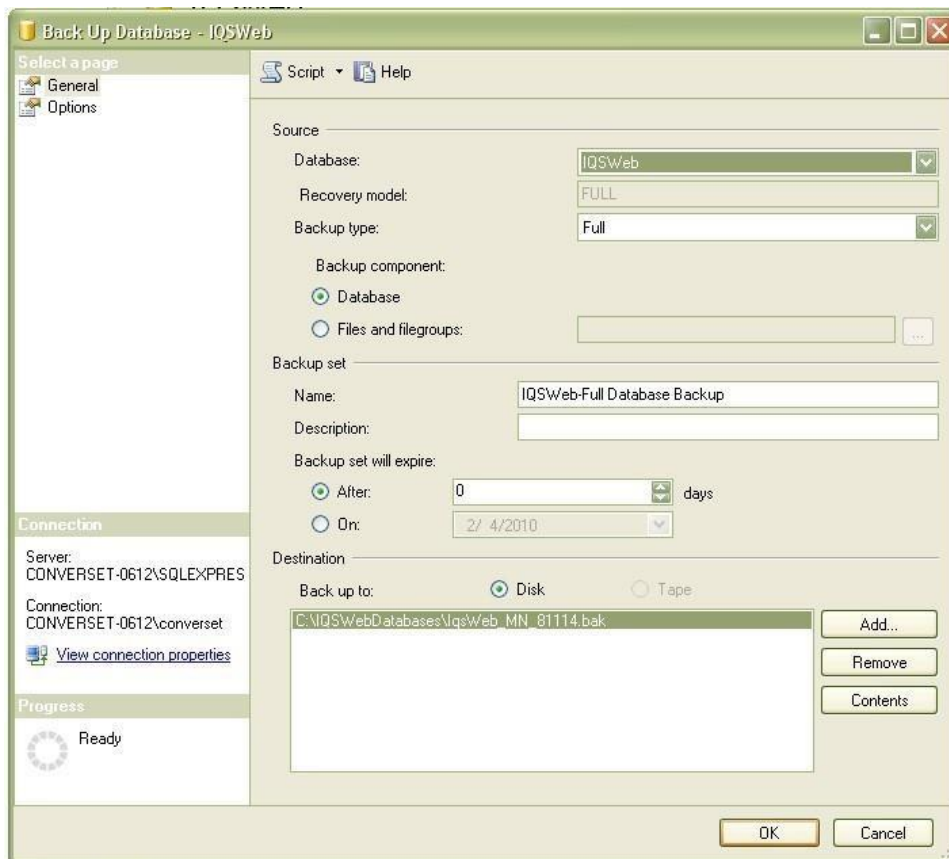 Back Up Database - IQSWeb
Select a page
General
Options
Script
Help
Source
Database:
IQSWeb
Recovery model:
FULL
Backup type:
Full
Backup component:
Database
Files and filegroups:
...
Backup set
Name:
IQSWeb-Full Database Backup
Description:
Backup set will expire:
After:
0
days
On:
2/ 4/2010
Destination
Back up to:
Disk
Tape
C:\IQSWebDatabases\IqsWeb_MN_81114.bak
Add...
Remove
Contents
Connection
Server:
CONVERSET-0612\SQLEXPRES
Connection:
CONVERSET-0612\converset
View connection properties
Progress
Ready
OK
Cancel